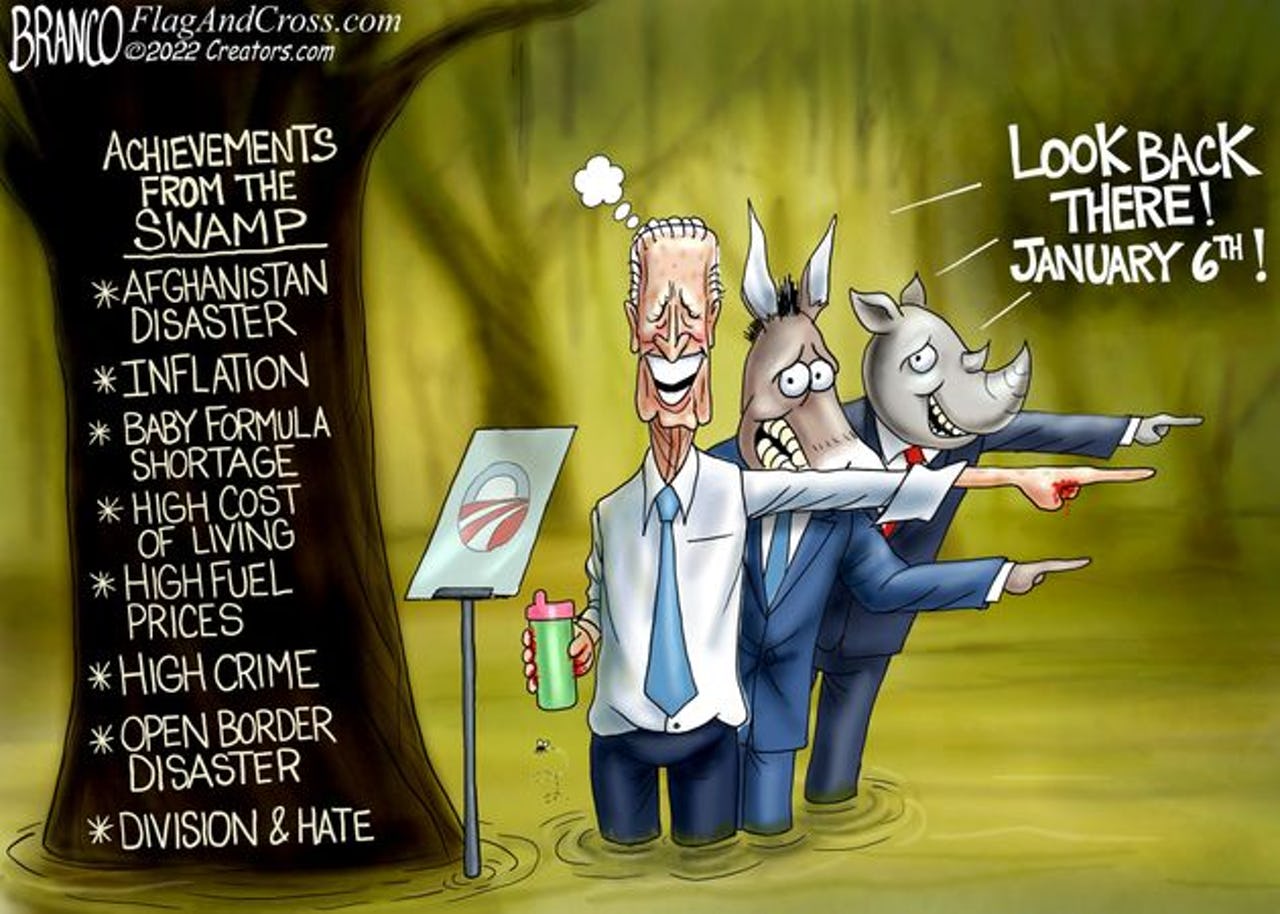 BRANCO FlagAndCross.com
©2022 Creators.com
ACHIEVEMENTS
FROM THE
SWAMP
* AFGHANISTAN
DISASTER
* INFLATION
* BABY FORMULA
SHORTAGE
* HIGH COST
OF LIVING
* HIGH FUEL
PRICES
* HIGH CRIME
* OPEN BORDER
DISASTER
* DIVISION & HATE
LOOK BACK
THERE!
JANUARY 6TH!